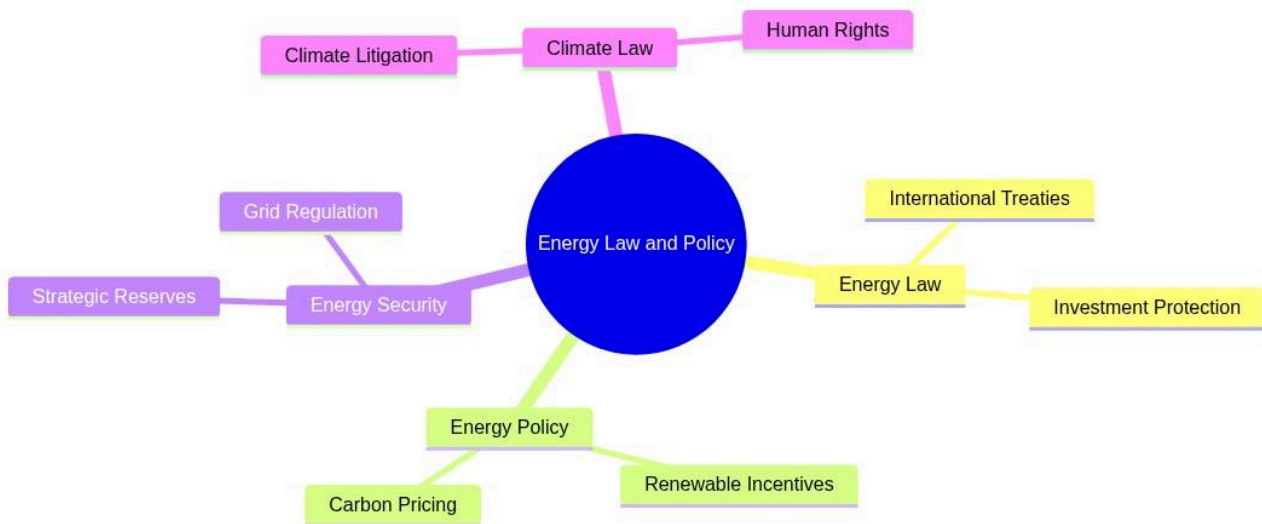 Human Rights
Climate Law
Climate Litigation
International Treaties
Grid Regulation
Energy Law and Policy
Energy Law
Strategic Reserves
Energy Security
Investment Protection
Energy Policy
Renewable Incentives
Carbon Pricing